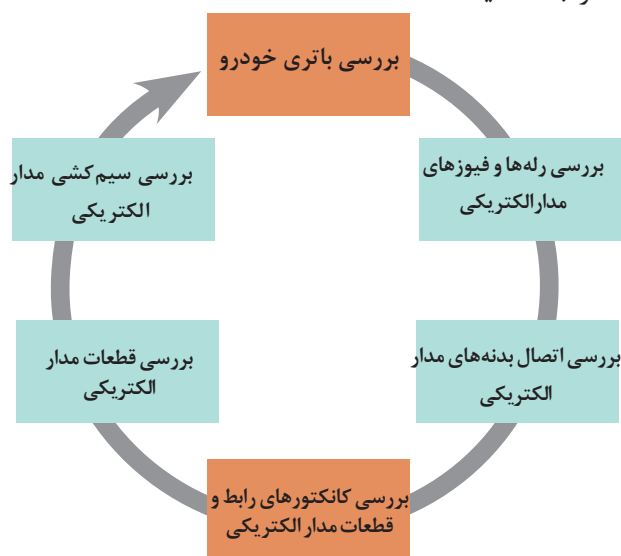 بررسی باتری خودرو
بررسی رله‌ها و فیوزهای
مدارالکتریکی
بررسی اتصال بدنه‌های مدار
الکتریکی
بررسی کانکتورهای رابط و
قطعات مدار الکتریکی
بررسی قطعات مدار
الکتریکی
بررسی سیم‌کشی مدار
الکتریکی